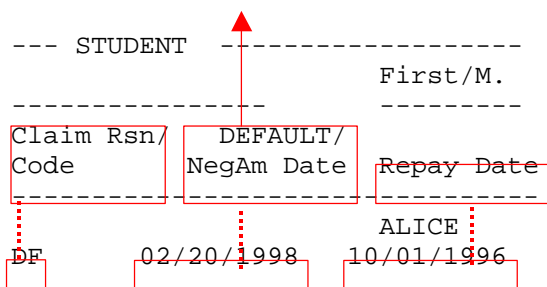 --- STUDENT -------------------
First/M.
---------------- ---------
Claim Rsn/ DEFAULT/
Code NegAm Date Repay Date
---------------------------------
ALICE
DF 02/20/1998 10/01/1996